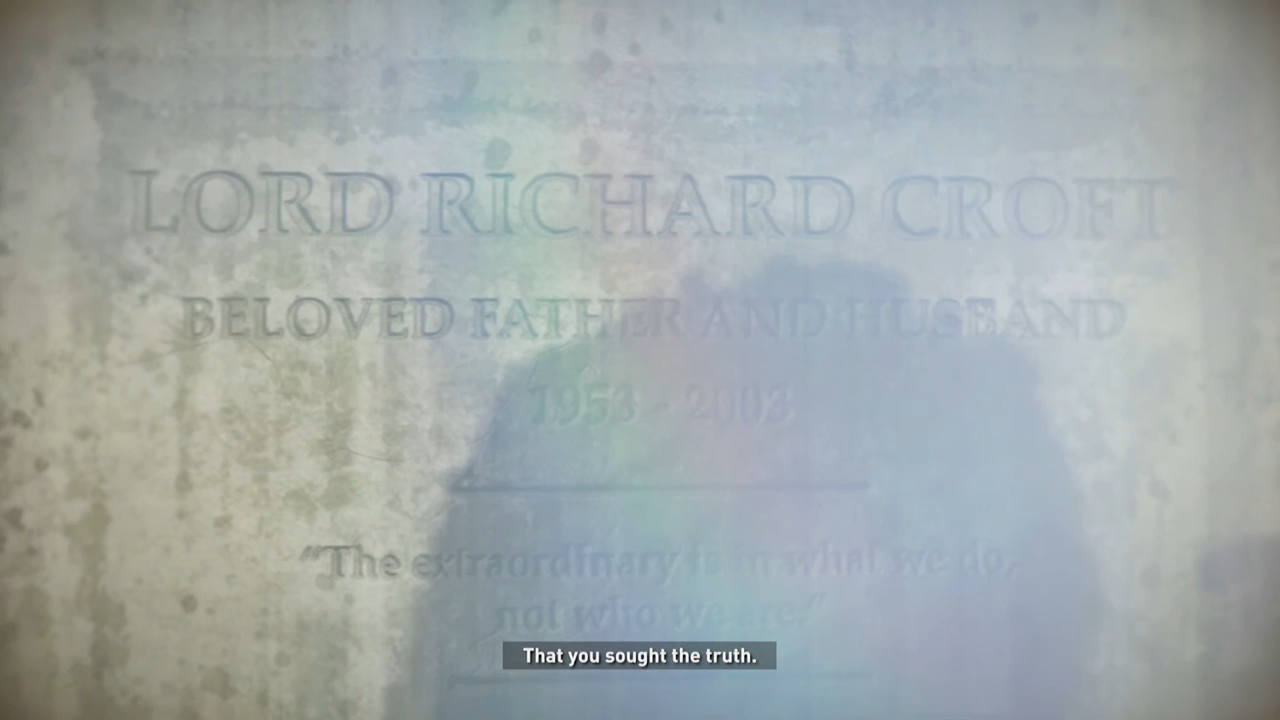 LORD RICHARD CROFT
BELOVED FATHER AND HUSBAND
1953 - 2003
“The extraordinary is in what we do,
not who we are.”
That you sought the truth.